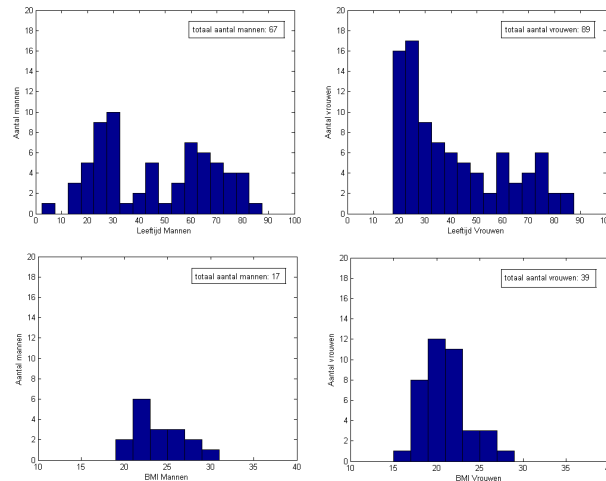 totaal aantal mannen: 67
Aantal mannen
20
18
16
14
12
10
8
6
4
2
0
0 10 20 30 40 50 60 70 80 90 100
Leeftijd Mannen
totaal aantal vrouwen: 89
Aantal vrouwen
20
18
16
14
12
10
8
6
4
2
0
0 10 20 30 40 50 60 70 80 90 100
Leeftijd Vrouwen
totaal aantal mannen: 17
Aantal mannen
20
18
16
14
12
10
8
6
4
2
0
10 15 20 25 30 35 40
BMI Mannen
totaal aantal vrouwen: 39
Aantal vrouwen
20
18
16
14
12
10
8
6
4
2
0
10 15 20 25 30 35 40
BMI Vrouwen